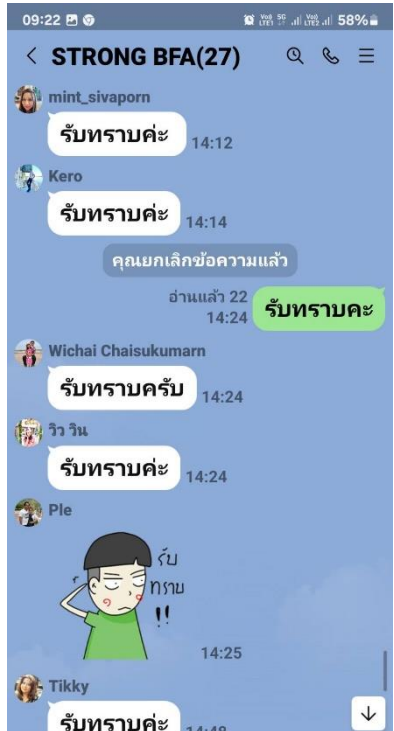 09:22 58%
STRONG BFA(27)
mint_sivaporn
รับทราบค่ะ 14:12
Kero
รับทราบค่ะ 14:14
คุณยกเลิกข้อความแล้ว
อ่านแล้ว 22
14:24 รับทราบคะ
Wichai Chaisukumarn
รับทราบครับ 14:24
วิว วิน
รับทราบค่ะ 14:24
Ple
รับ
ทราบ
!!
14:25
Tikky
รับทราบค่ะ 14:48